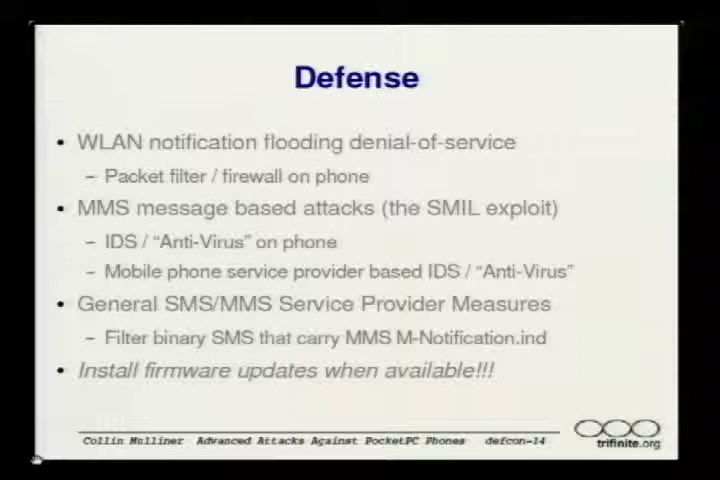 Defense
• WLAN notification flooding denial-of-service
– Packet filter / firewall on phone
• MMS message based attacks (the SMIL exploit)
– IDS / “Anti-Virus” on phone
– Mobile phone service provider based IDS / “Anti-Virus”
• General SMS/MMS Service Provider Measures
– Filter binary SMS that carry MMS M-Notification.ind
• Install firmware updates when available!!!
Collin Mulliner Advanced Attacks Against PocketPC Phones defcon-14
trifinite.org